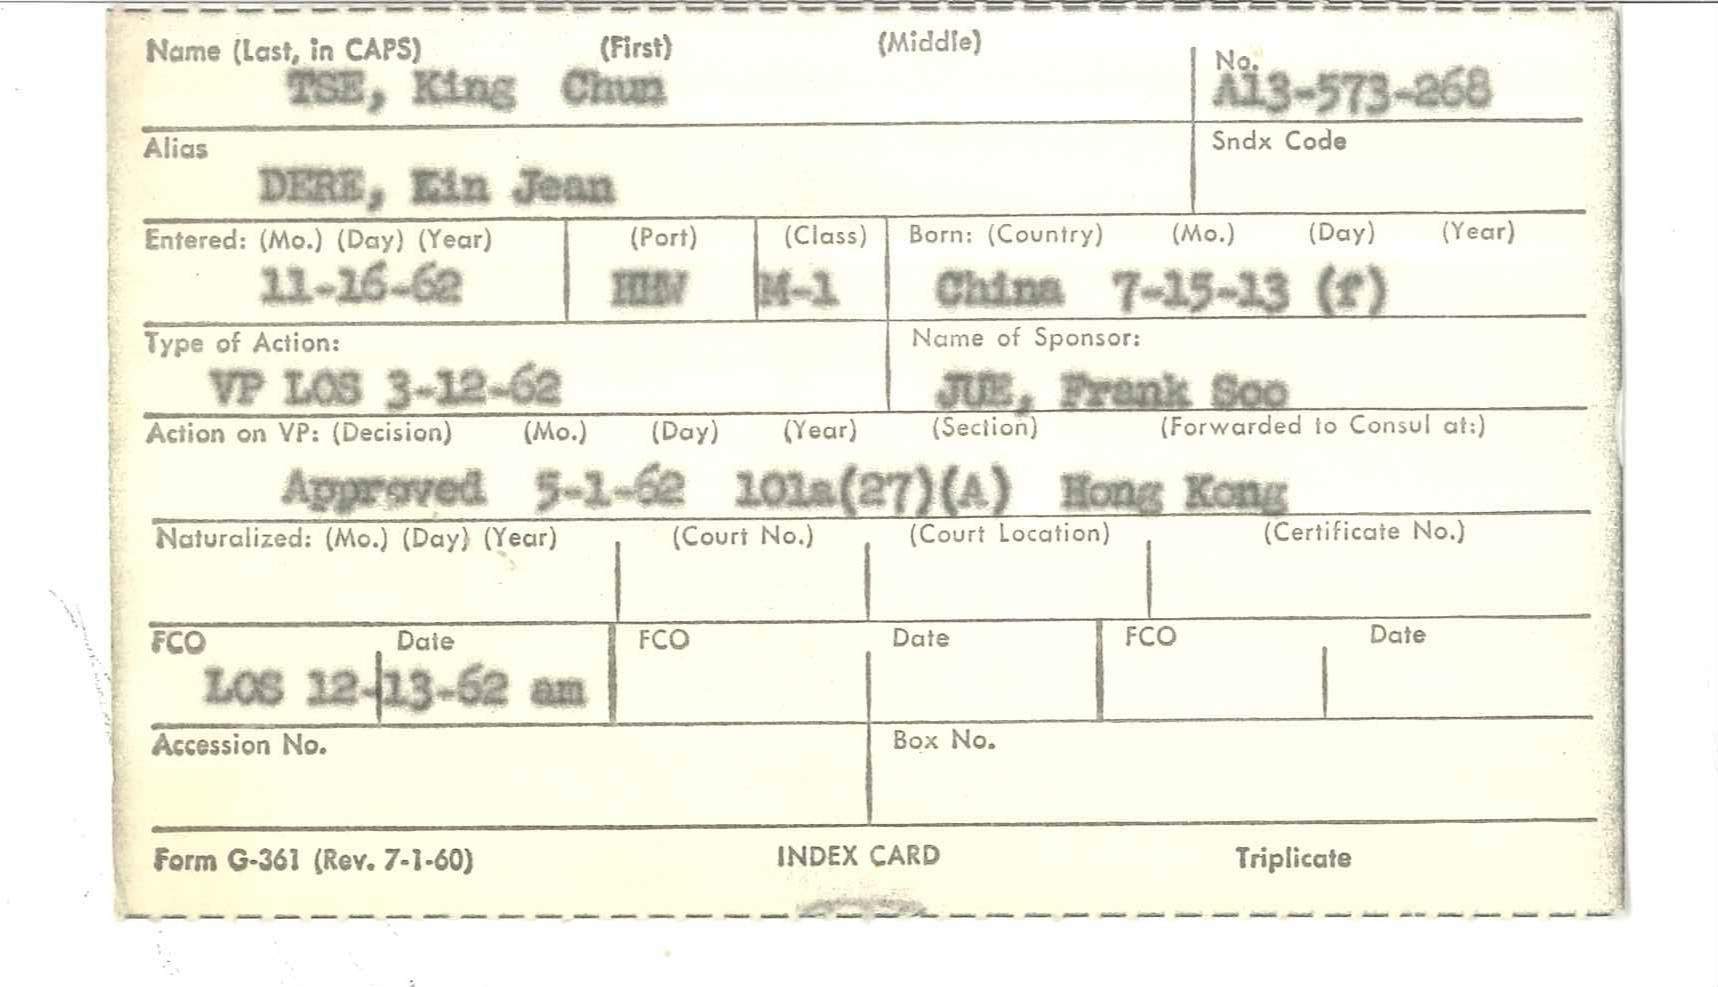 Name (Last, in CAPS) (First) (Middle) No.
TSE, King Chun A13-573-268
Alias Sndx Code
DERE, Kin Jean
Entered: (Mo.) (Day) (Year) (Port) (Class) Born: (Country) (Mo.) (Day) (Year)
11-16-62 HHW M-1 China 7-15-13 (f)
Type of Action: Name of Sponsor:
VP LOS 3-12-62 JUE, Frank Soo
Action on VP: (Decision) (Mo.) (Day) (Year) (Section) (Forwarded to Consul at:)
Approved 5-1-62 101a(27)(A) Hong Kong
Naturalized: (Mo.) (Day) (Year) (Court No.) (Court Location) (Certificate No.)
FCO Date FCO Date FCO Date
LOS 12-13-62 am
Accession No. Box No.
Form G-361 (Rev. 7-1-60) INDEX CARD Triplicate